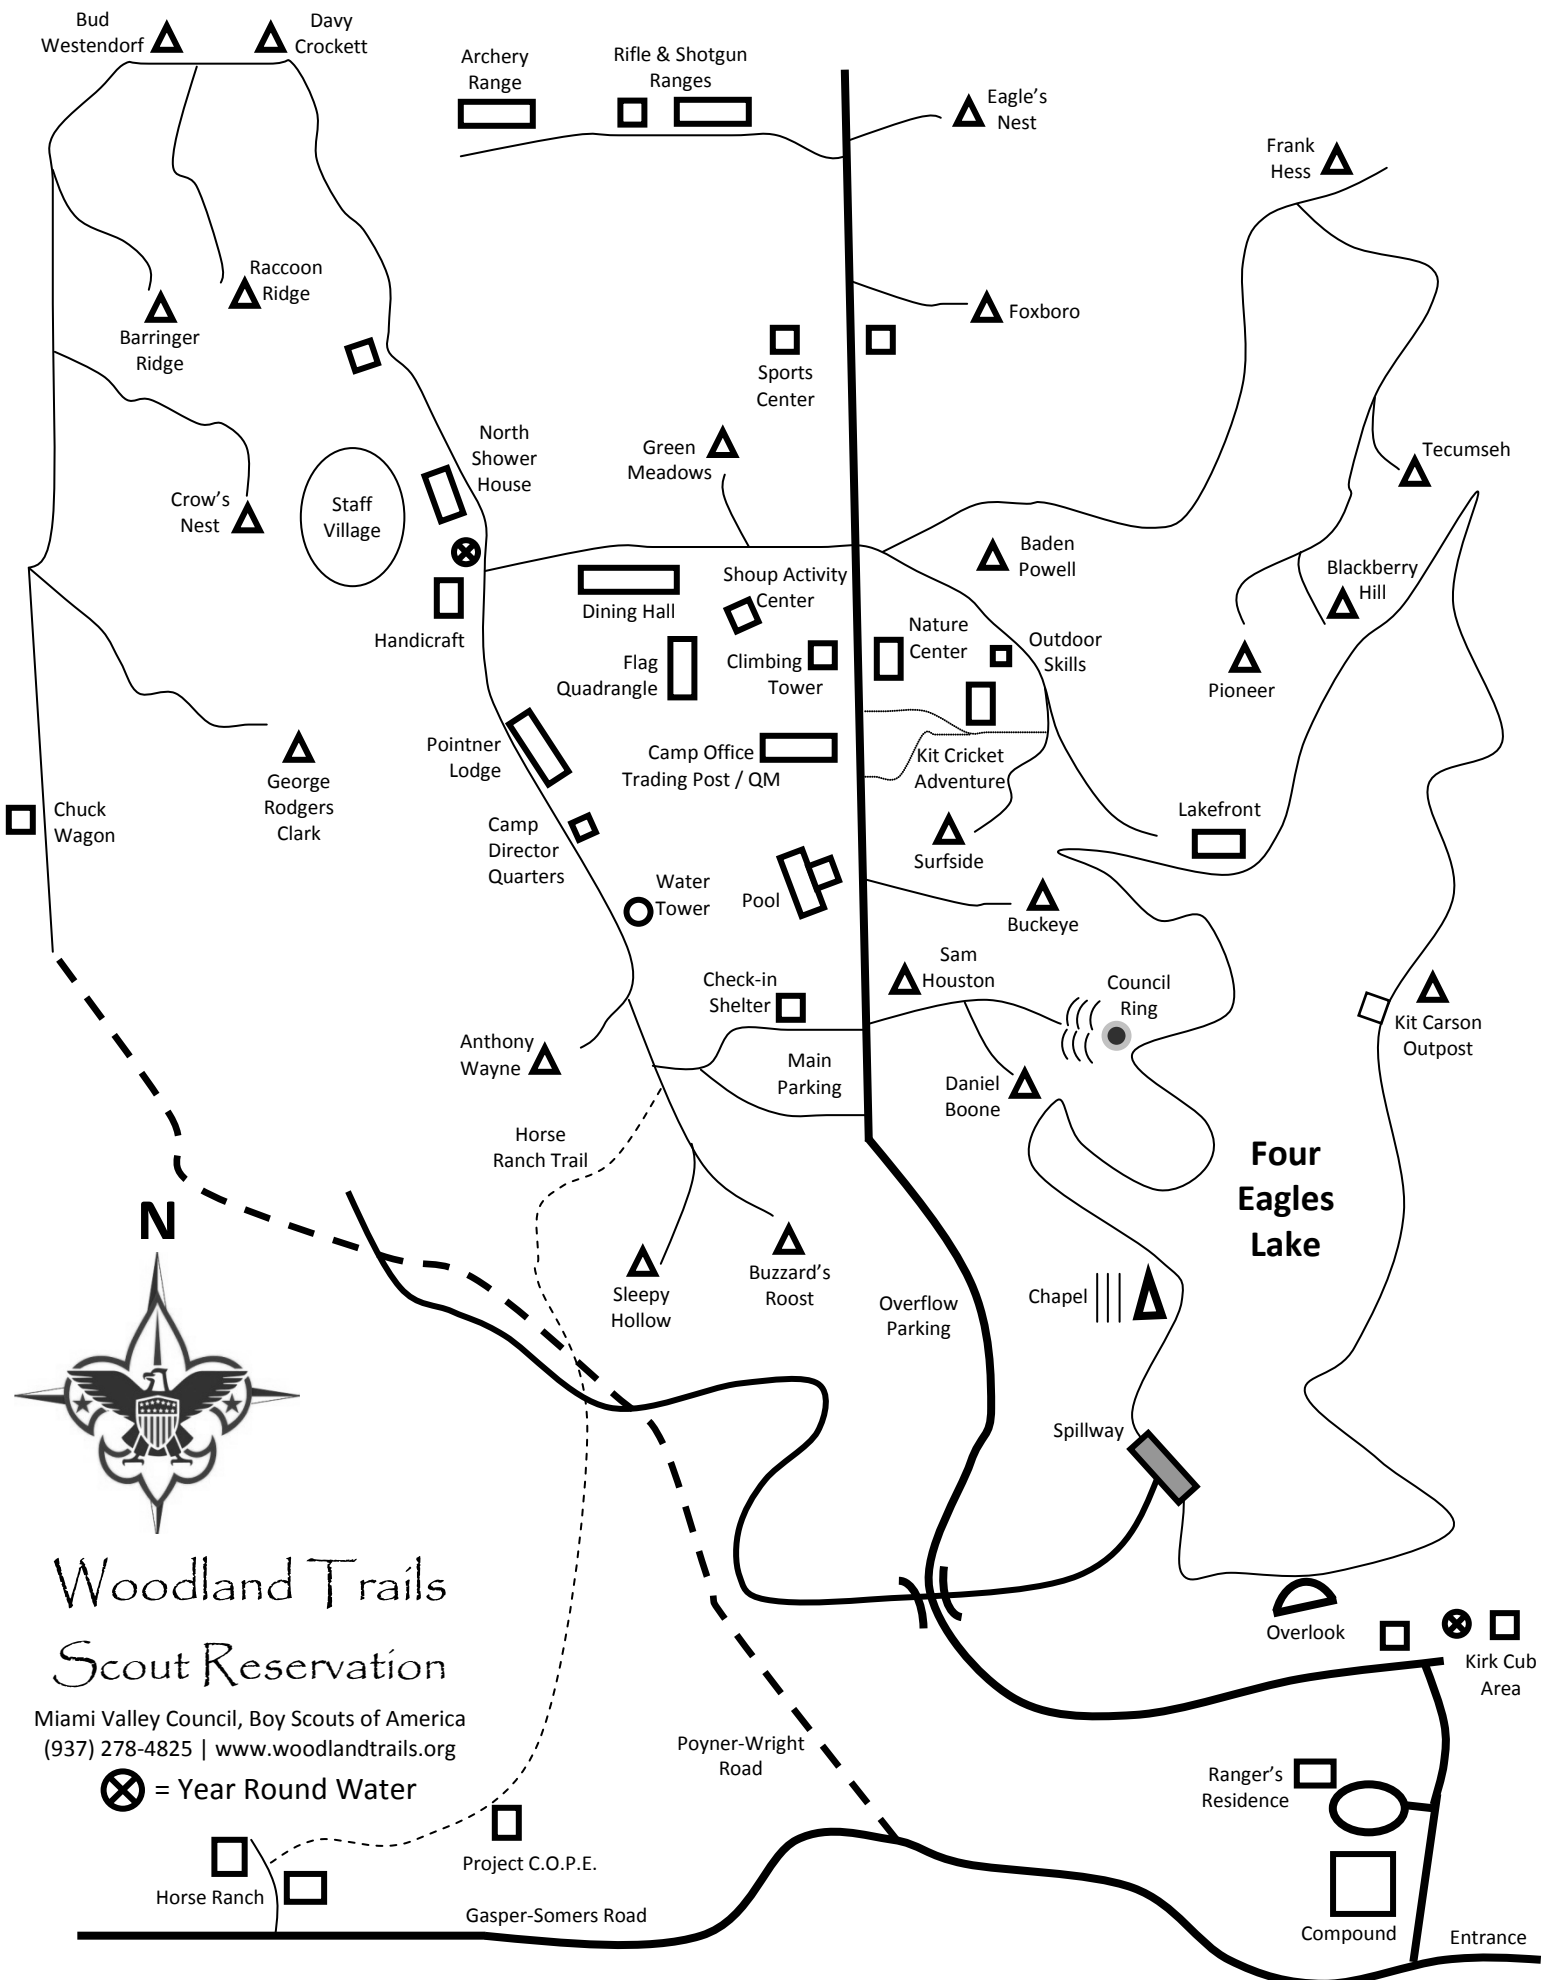 Bud
Westendorf
Davy
Crockett
Archery
Range
Rifle & Shotgun
Ranges
Eagle's
Nest
Frank
Hess
Raccoon
Ridge
Barringer
Ridge
Foxboro
Sports
Center
North
Shower
House
Green
Meadows
Tecumseh
Crow's
Nest
Staff
Village
Baden
Powell
Blackberry
Hill
Shoup Activity
Center
Dining Hall
Handicraft
Nature
Center
Outdoor
Skills
Flag
Quadrangle
Climbing
Tower
Pioneer
Pointner
Lodge
Camp Office
Trading Post / QM
Kit Cricket
Adventure
George
Rodgers
Clark
Chuck
Wagon
Camp
Director
Quarters
Lakefront
Surfside
Water
Tower
Pool
Buckeye
Sam
Houston
Check-in
Shelter
Council
Ring
Kit Carson
Outpost
Anthony
Wayne
Main
Parking
Daniel
Boone
Horse
Ranch Trail
Four
Eagles
Lake
N
Sleepy
Hollow
Buzzard's
Roost
Overflow
Parking
Chapel
Spillway
Woodland Trails
Scout Reservation
Miami Valley Council, Boy Scouts of America
(937) 278-4825 | www.woodlandtrails.org
= Year Round Water
Overlook
Kirk Cub
Area
Poyner-Wright
Road
Ranger's
Residence
Project C.O.P.E.
Horse Ranch
Gasper-Somers Road
Compound
Entrance